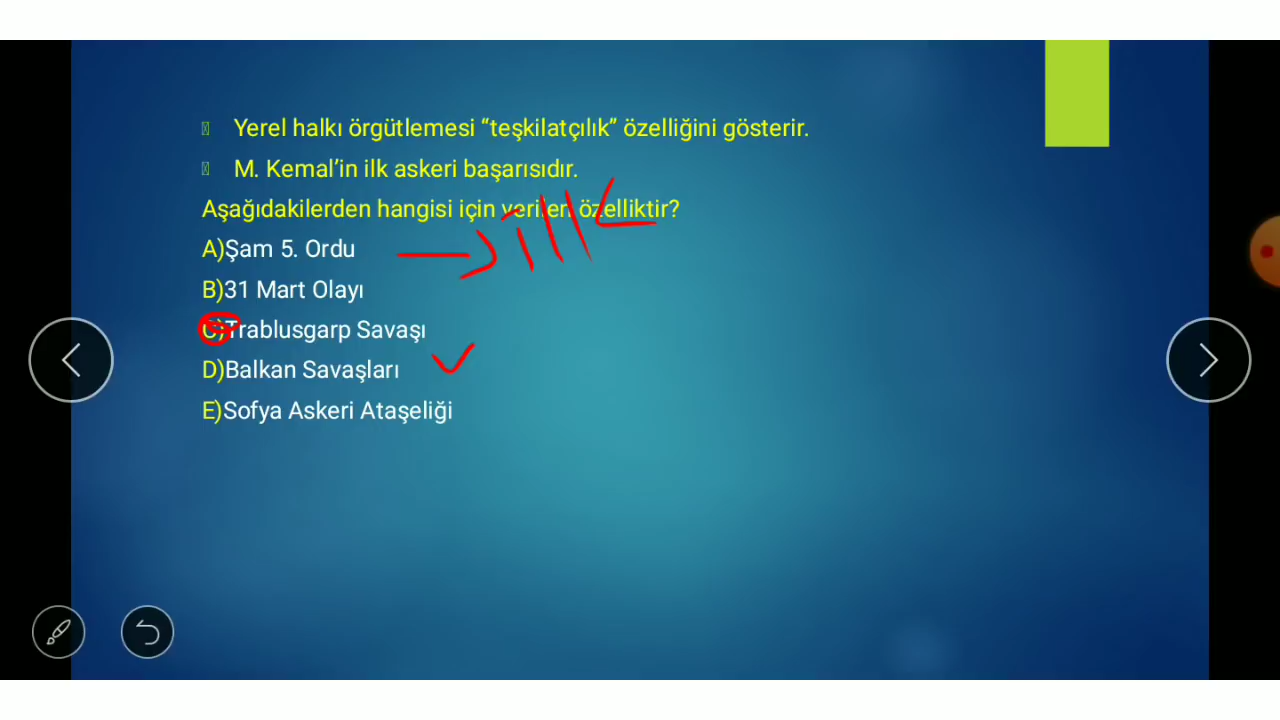 Yerel halkı örgütlemesi “teşkilatçılık” özelliğini gösterir.
M. Kemal’in ilk askeri başarısıdır.
Aşağıdakilerden hangisi için verilen özelliktir?
A)Şam 5. Ordu
ilk
B)31 Mart Olayı
C)Trablusgarp Savaşı
D)Balkan Savaşları
E)Sofya Askeri Ataşeliği